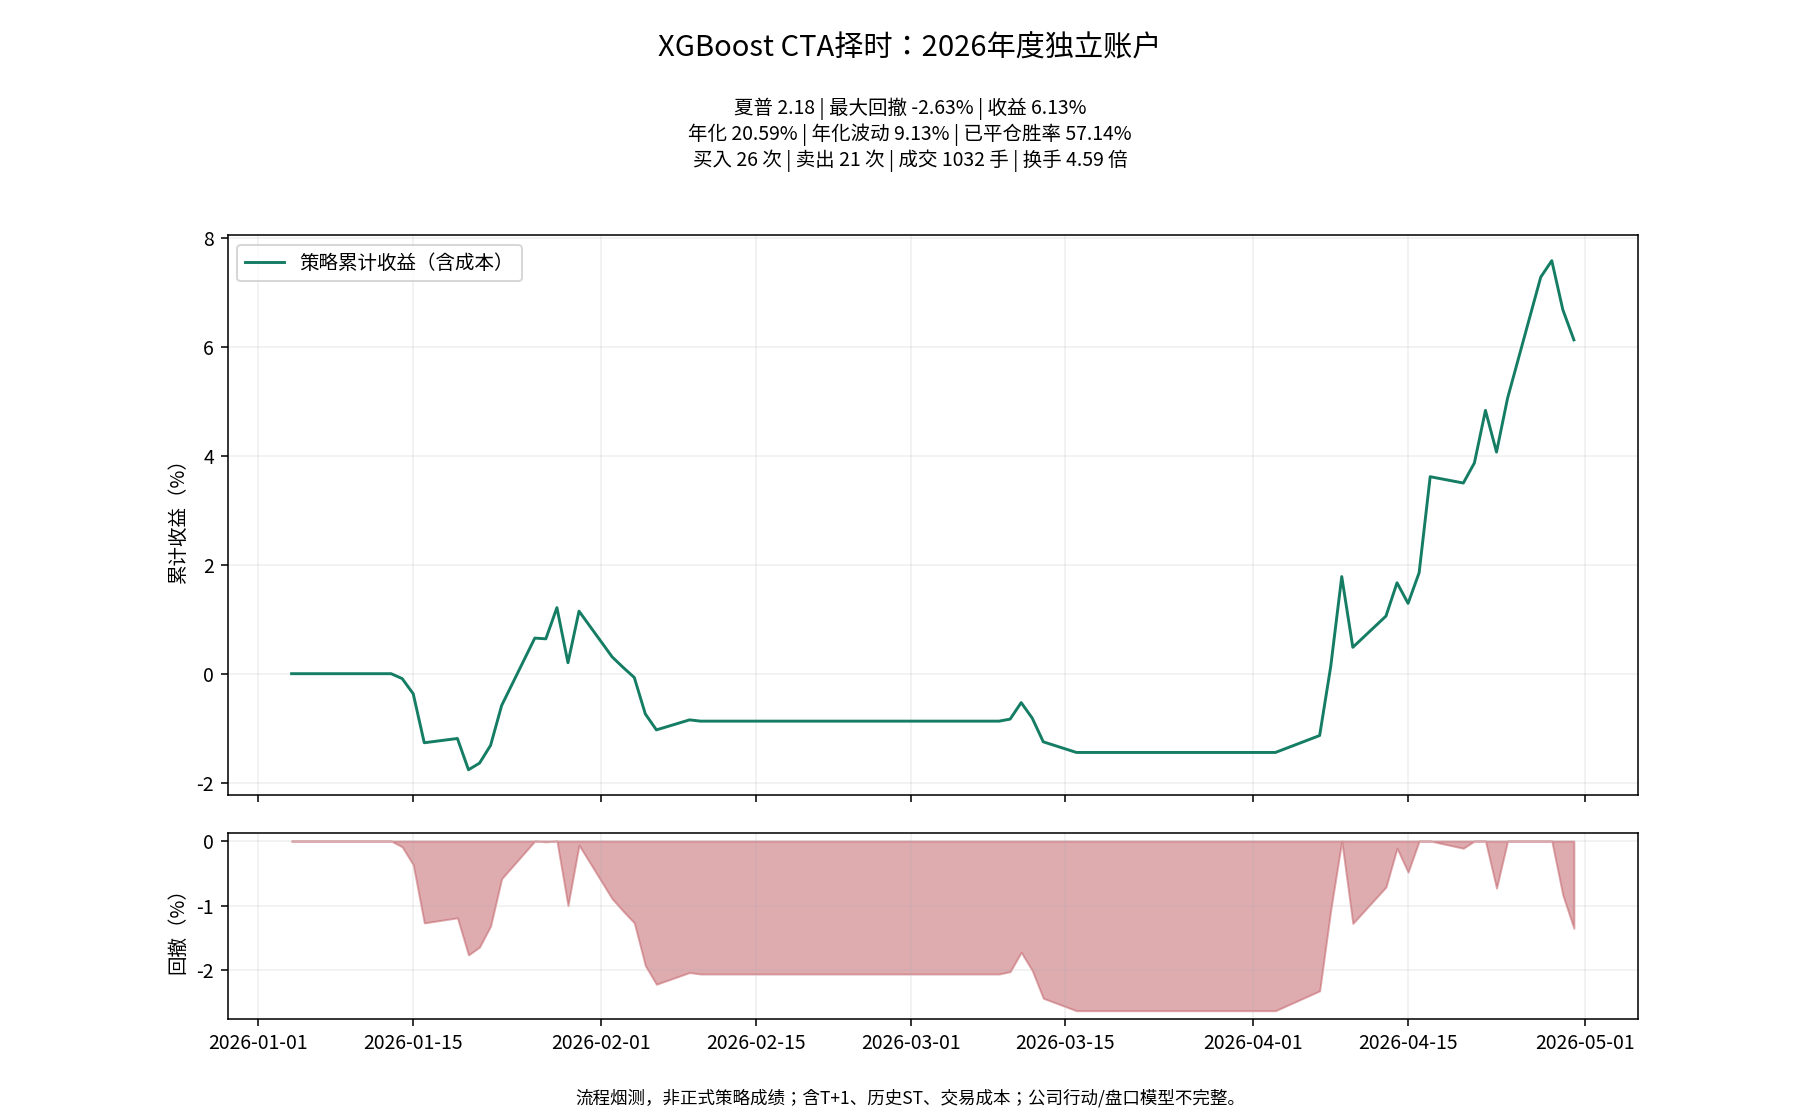 XGBoost CTA择时：2026年度独立账户
夏普 2.18 | 最大回撤 -2.63% | 收益 6.13%
年化 20.59% | 年化波动 9.13% | 已平仓胜率 57.14%
买入 26 次 | 卖出 21 次 | 成交 1032 手 | 换手 4.59 倍
策略累计收益（含成本）
累计收益（%）
8
6
4
2
0
-2
回撤（%）
0
-1
-2
2026-01-01
2026-01-15
2026-02-01
2026-02-15
2026-03-01
2026-03-15
2026-04-01
2026-04-15
2026-05-01
流程烟测，非正式策略成绩；含T+1、历史ST、交易成本；公司行动/盘口模型不完整。